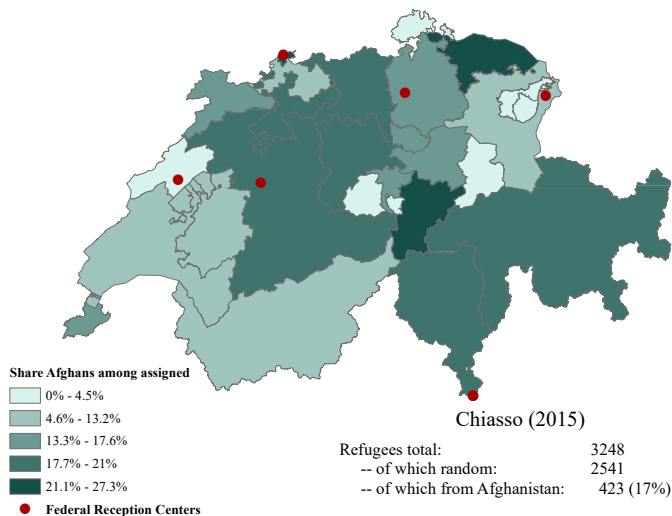 Share Afghans among assigned
0% - 4.5%
4.6% - 13.2%
13.3% - 17.6%
17.7% - 21%
21.1% - 27.3%
Federal Reception Centers
Chiasso (2015)
Refugees total: 3248
-- of which random: 2541
-- of which from Afghanistan: 423 (17%)